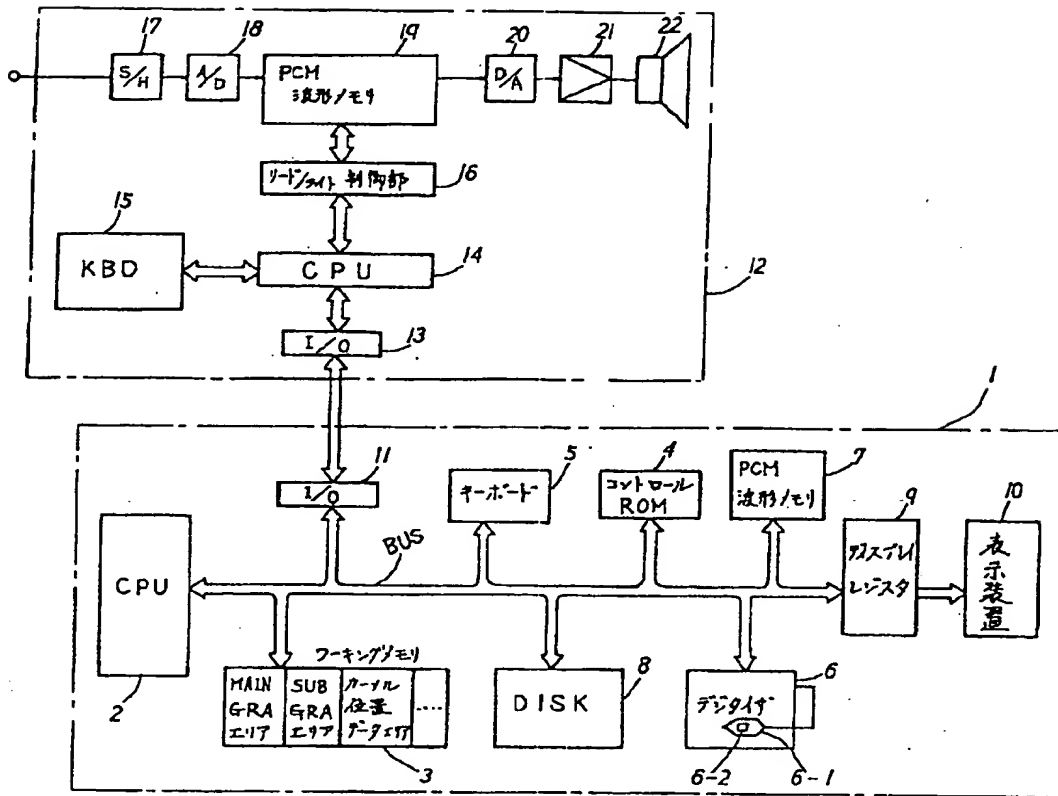 17
S/H
18
A/D
19
PCM
波形メモリ
20
D/A
21
22
リード/ライト 制御部
16
15
KBD
CPU
14
12
I/O
13
1
11
I/O
5
キーボード
4
コントロール
ROM
7
PCM
波形メモリ
9
ディスプレイ
レジスタ
10
表示装置
BUS
CPU
2
ワーキングメモリ
MAIN
GRA
エリア
SUB
GRA
エリア
カーソル
位置
データエリア
.....
3
DISK
8
デジタイザ
6
6-2
6-1